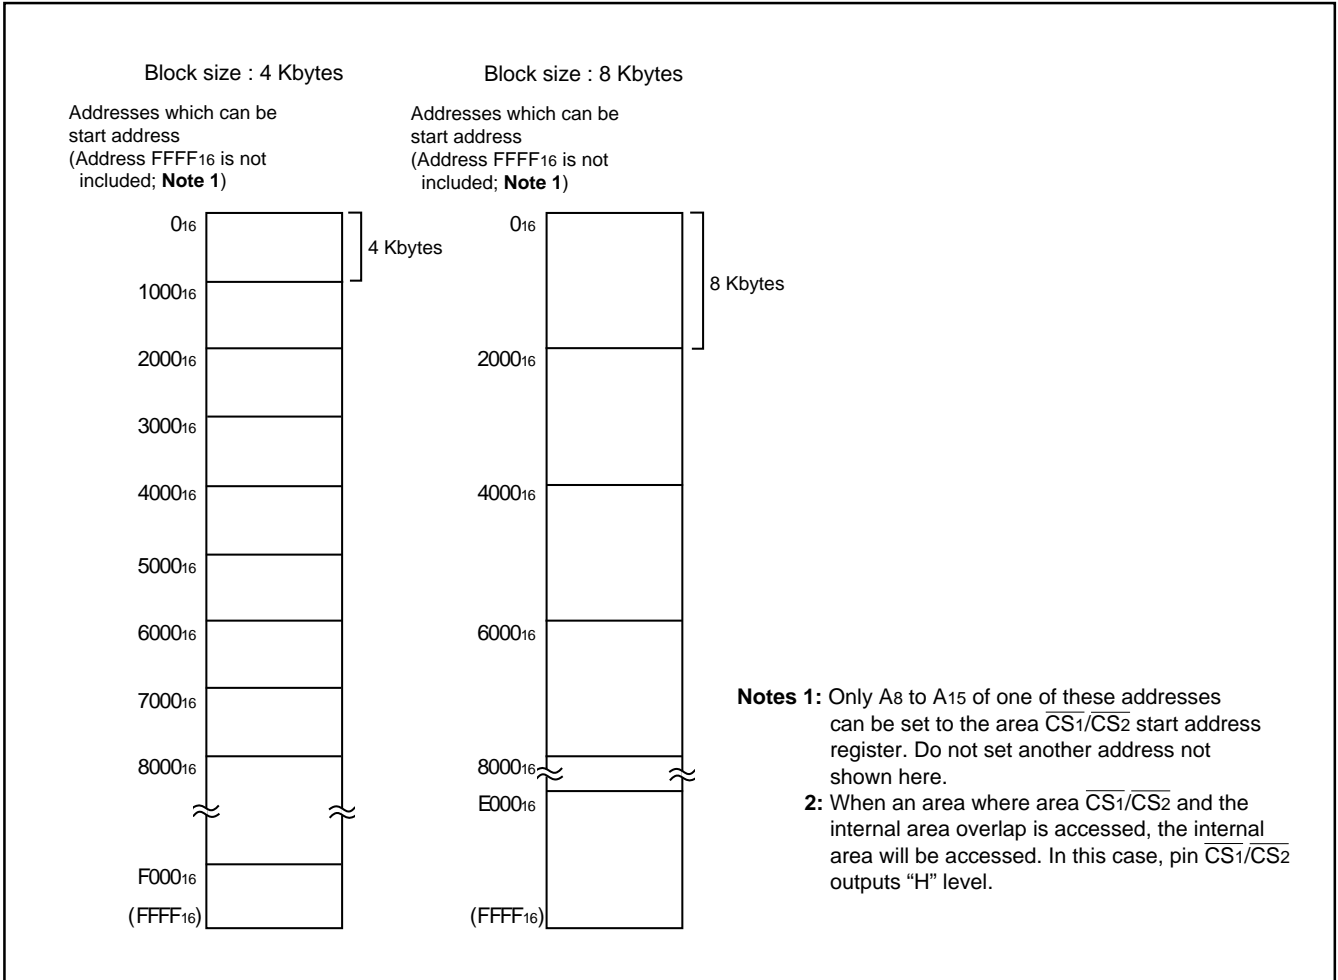 Block size : 4 Kbytes
Addresses which can be
start address
(Address FFFF16 is not
included; Note 1)
016
4 Kbytes
100016
200016
300016
400016
500016
600016
700016
800016
F00016
(FFFF16)
Block size : 8 Kbytes
Addresses which can be
start address
(Address FFFF16 is not
included; Note 1)
016
8 Kbytes
200016
400016
600016
800016
E00016
(FFFF16)
Notes 1: Only A8 to A15 of one of these addresses
can be set to the area CS1/CS2 start address
register. Do not set another address not
shown here.
2: When an area where area CS1/CS2 and the
internal area overlap is accessed, the internal
area will be accessed. In this case, pin CS1/CS2
outputs “H” level.